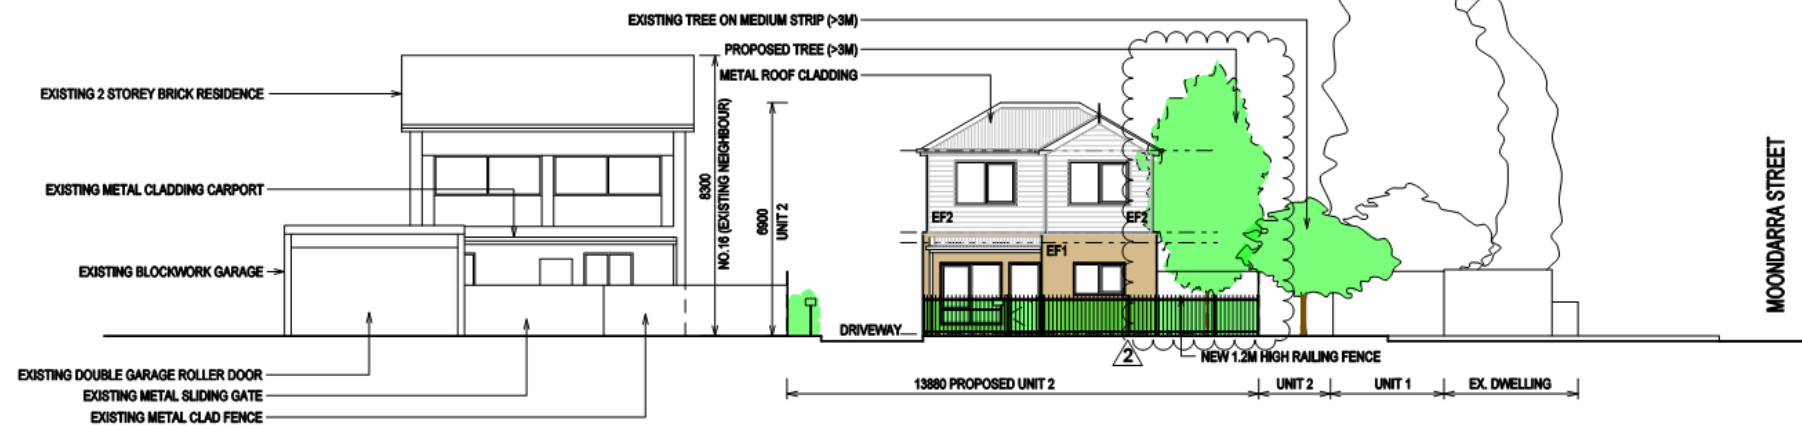 EXISTING TREE ON MEDIUM STRIP (>3M)
PROPOSED TREE (>3M)
METAL ROOF CLADDING
EXISTING 2 STOREY BRICK RESIDENCE
EXISTING METAL CLADDING CARPORT
EXISTING BLOCKWORK GARAGE
8300
NO.16 (EXISTING NEIGHBOUR)
6900
UNIT 2
EF2
EF2
EF1
MOONDARRA STREET
DRIVEWAY
2
NEW 1.2M HIGH RAILING FENCE
EXISTING DOUBLE GARAGE ROLLER DOOR
EXISTING METAL SLIDING GATE
EXISTING METAL CLAD FENCE
13880 PROPOSED UNIT 2
UNIT 2
UNIT 1
EX. DWELLING